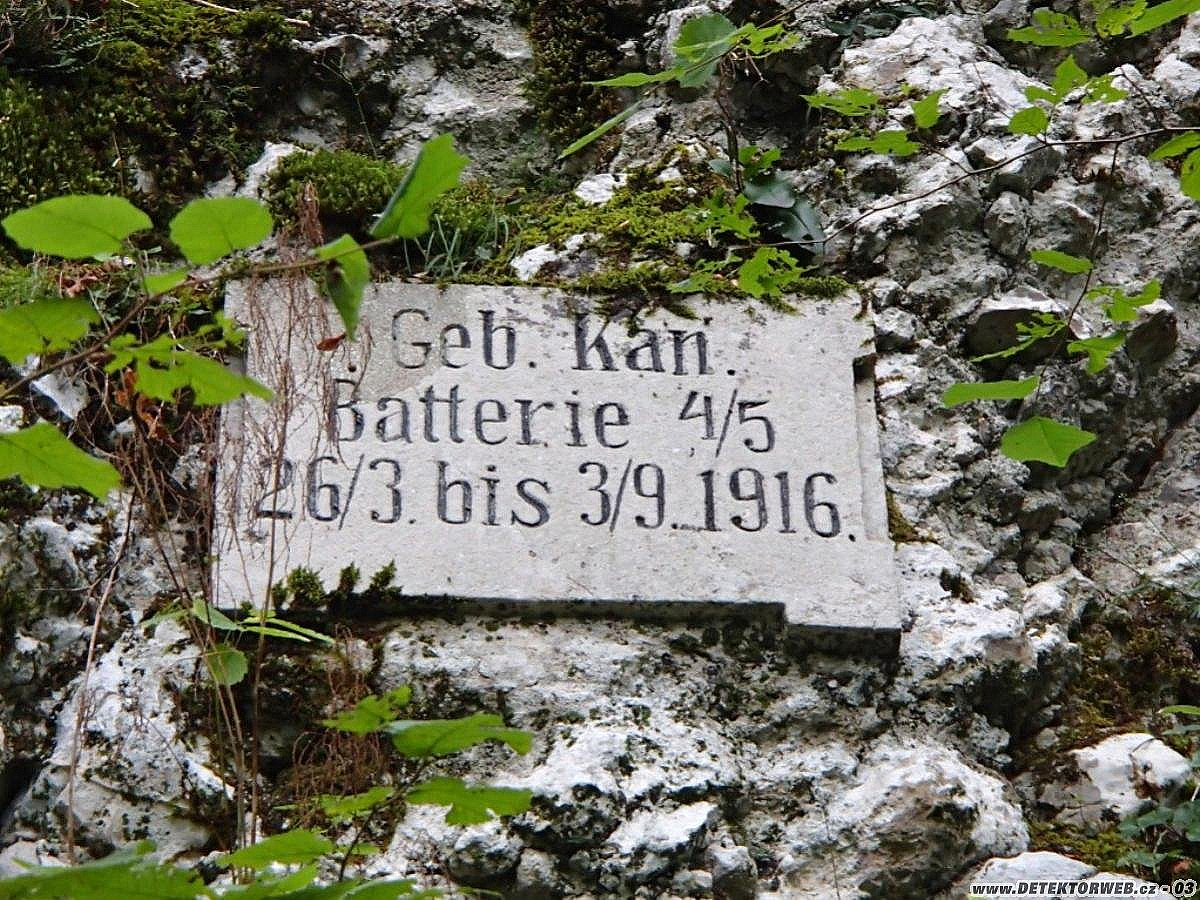 Geb. Kan.
Batterie 4/5
26/3. bis 3/9. 1916.
www.DETEKTORWEB.cz - 03